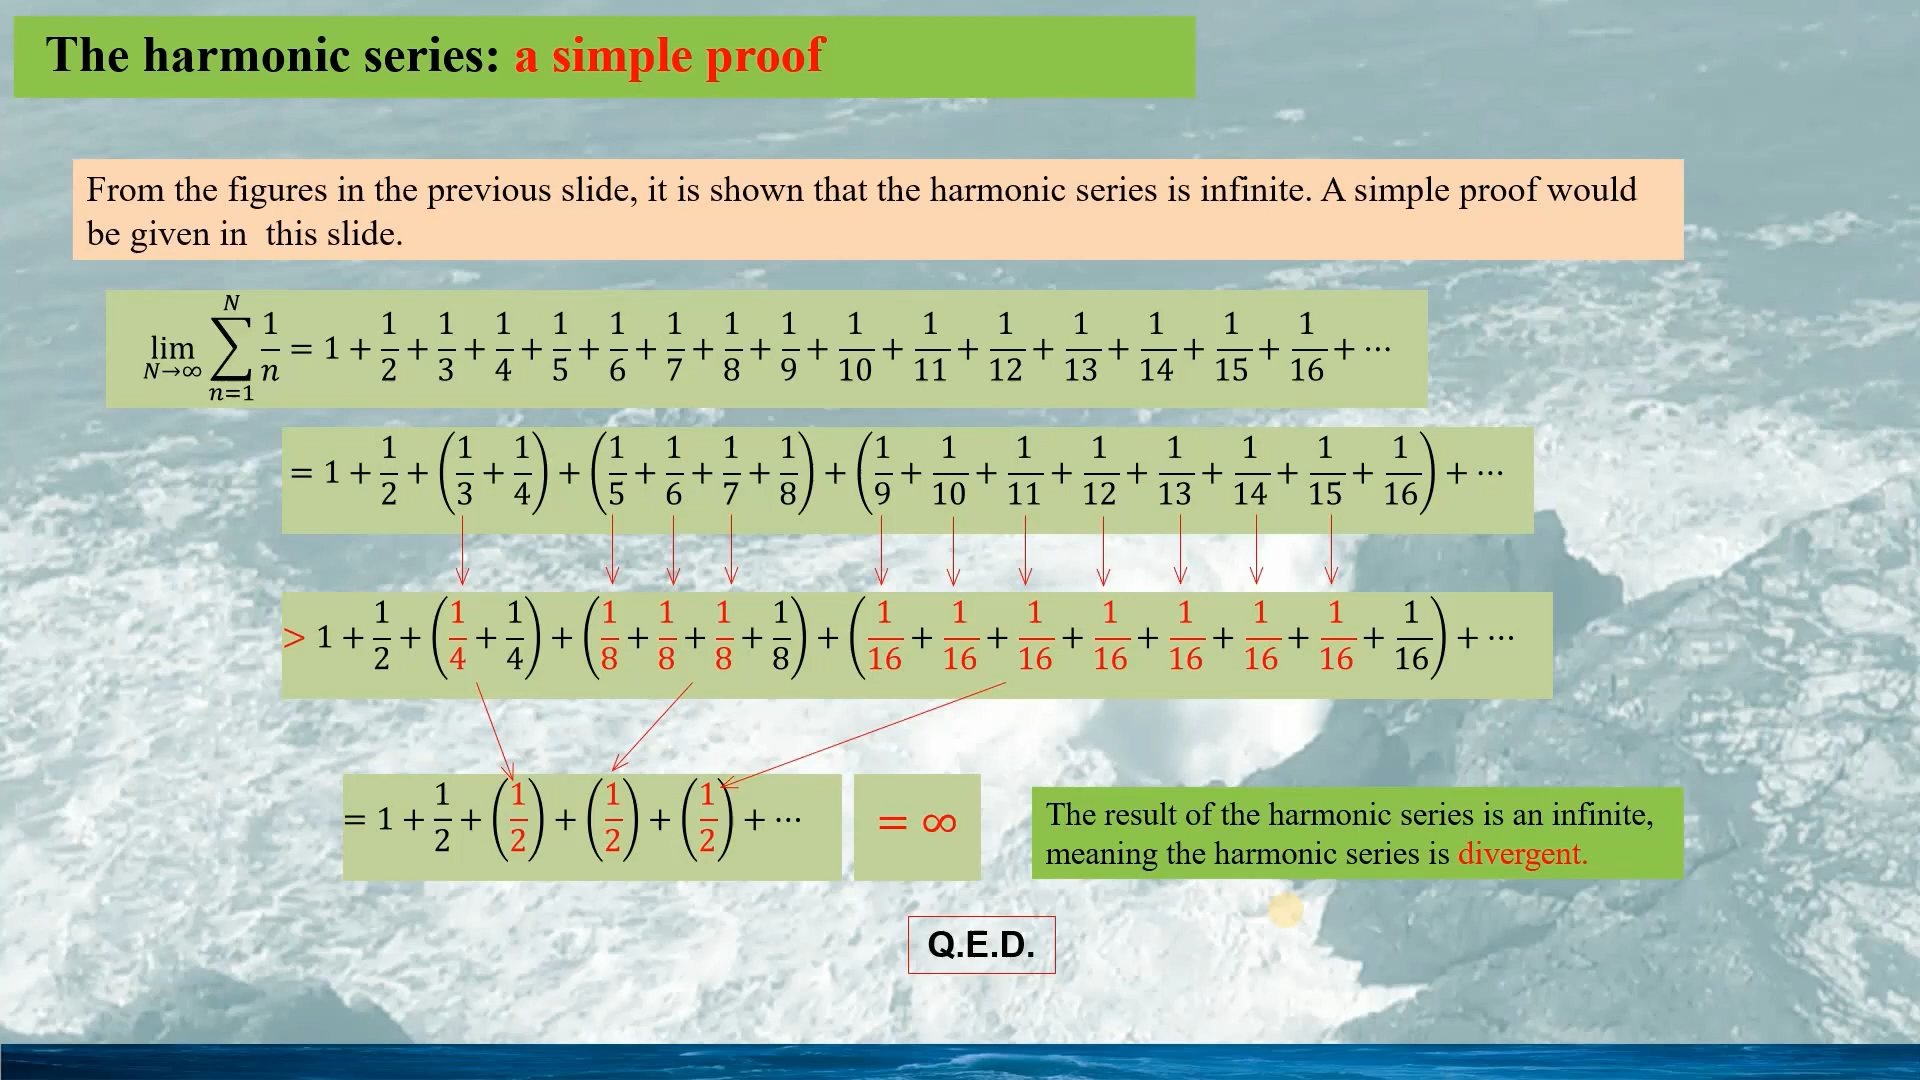 The harmonic series: a simple proof
From the figures in the previous slide, it is shown that the harmonic series is infinite. A simple proof would
be given in this slide.
lim N→∞ ∑ n=1 N 1/n = 1 + 1/2 + 1/3 + 1/4 + 1/5 + 1/6 + 1/7 + 1/8 + 1/9 + 1/10 + 1/11 + 1/12 + 1/13 + 1/14 + 1/15 + 1/16 + ⋯
= 1 + 1/2 + (1/3 + 1/4) + (1/5 + 1/6 + 1/7 + 1/8) + (1/9 + 1/10 + 1/11 + 1/12 + 1/13 + 1/14 + 1/15 + 1/16) + ⋯
> 1 + 1/2 + (1/4 + 1/4) + (1/8 + 1/8 + 1/8 + 1/8) + (1/16 + 1/16 + 1/16 + 1/16 + 1/16 + 1/16 + 1/16 + 1/16) + ⋯
= 1 + 1/2 + (1/2) + (1/2) + (1/2) + ⋯ = ∞
The result of the harmonic series is an infinite,
meaning the harmonic series is divergent.
Q.E.D.